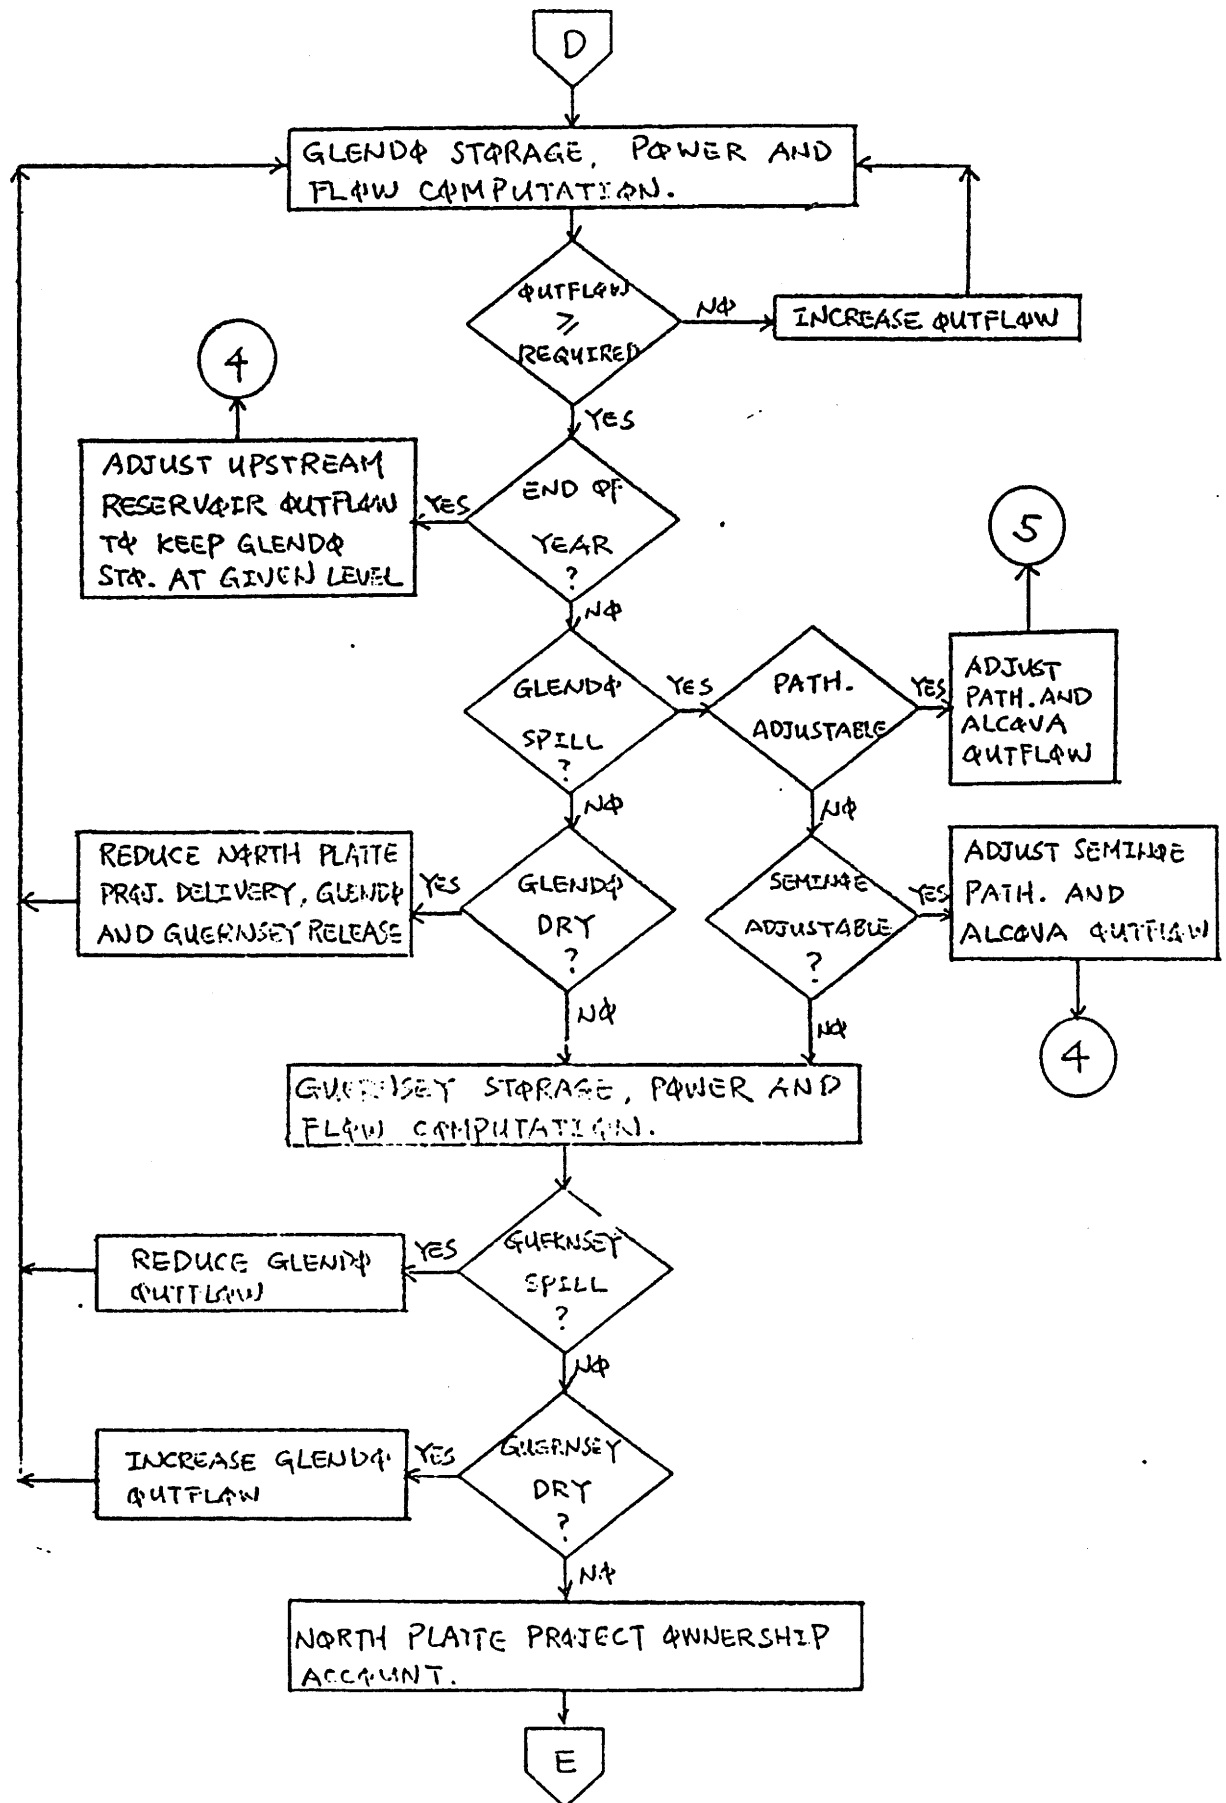 D
GLENDO STORAGE, POWER AND
FLOW COMPUTATION.
OUTFLOW
≥
REQUIRED
NO
INCREASE OUTFLOW
4
YES
ADJUST UPSTREAM
RESERVOIR OUTFLOW
TO KEEP GLENDO
STO. AT GIVEN LEVEL
YES
END OF
YEAR
?
5
NO
GLENDO
SPILL
?
YES
PATH.
ADJUSTABLE
YES
ADJUST
PATH. AND
ALCOVA
OUTFLOW
NO
NO
REDUCE NORTH PLATTE
PROJ. DELIVERY, GLENDO
AND GUERNSEY RELEASE
YES
GLENDO
DRY
?
SEMINOE
ADJUSTABLE
?
YES
ADJUST SEMINOE
PATH. AND
ALCOVA OUTFLOW
NO
NO
4
GUERNSEY STORAGE, POWER AND
FLOW COMPUTATION.
REDUCE GLENDO
OUTFLOW
YES
GUERNSEY
SPILL
?
NO
INCREASE GLENDO
OUTFLOW
YES
GUERNSEY
DRY
?
NO
NORTH PLATTE PROJECT OWNERSHIP
ACCOUNT.
E